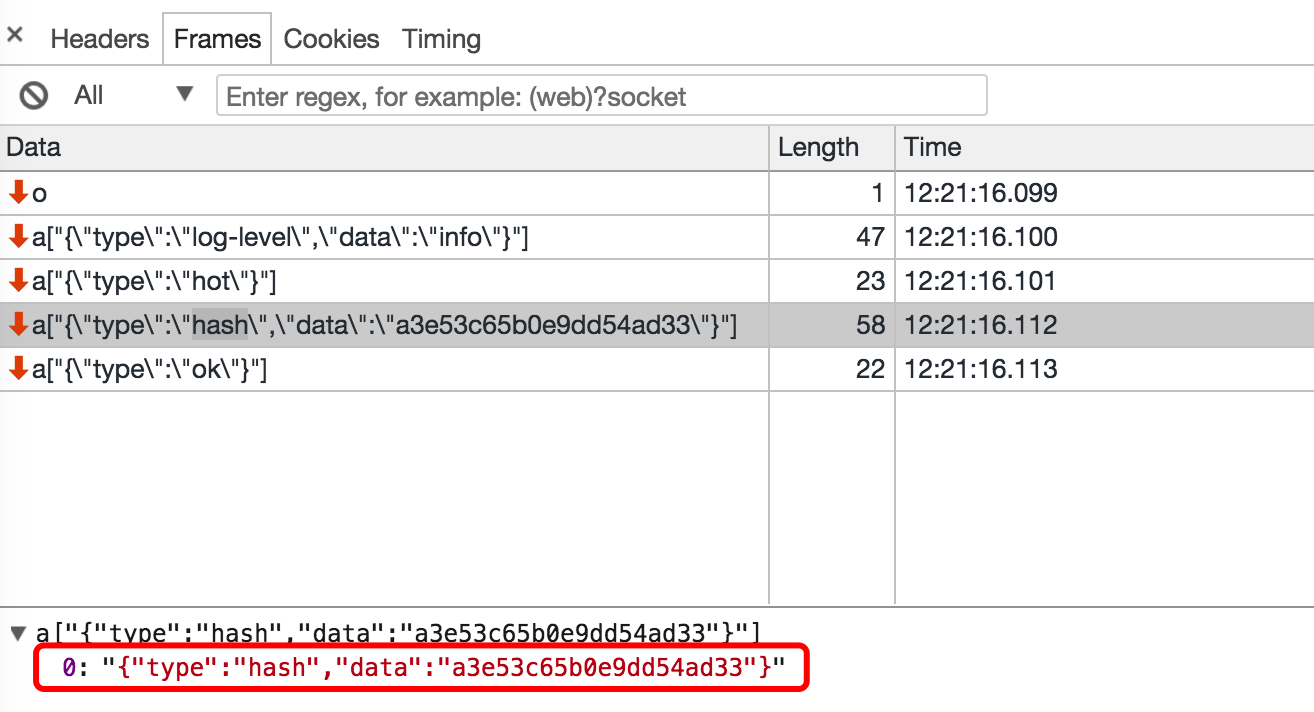 × Headers Frames Cookies Timing
All ▼ Enter regex, for example: (web)?socket
Data Length Time
o 1 12:21:16.099
a["{\"type\":\"log-level\",\"data\":\"info\"}"] 47 12:21:16.100
a["{\"type\":\"hot\"}"] 23 12:21:16.101
a["{\"type\":\"hash\",\"data\":\"a3e53c65b0e9dd54ad33\"}"] 58 12:21:16.112
a["{\"type\":\"ok\"}"] 22 12:21:16.113
▼ a["{"type":"hash","data":"a3e53c65b0e9dd54ad33"}"]
0: "{"type":"hash","data":"a3e53c65b0e9dd54ad33"}"